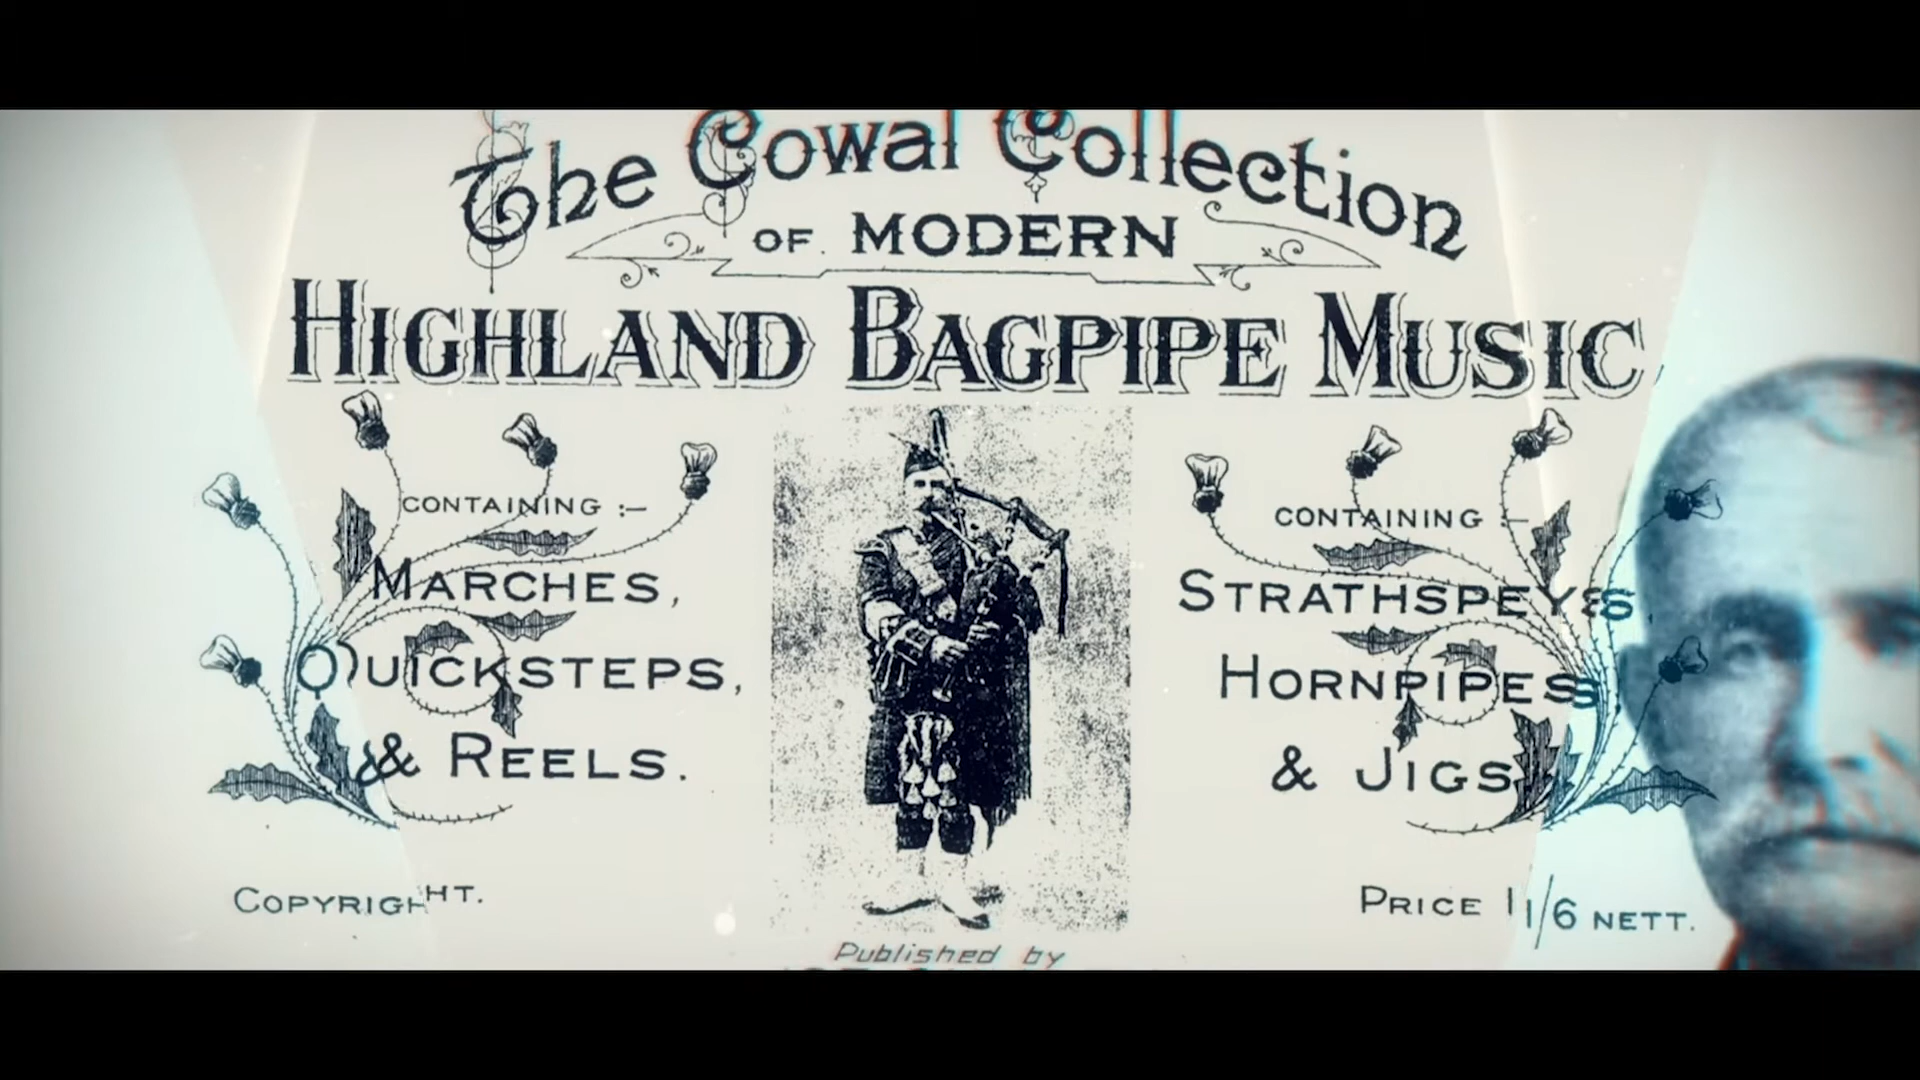 The Cowal Collection
OF MODERN
HIGHLAND BAGPIPE MUSIC
CONTAINING :-
MARCHES,
QUICKSTEPS,
& REELS.
CONTAINING :-
STRATHSPEYS
HORNPIPES
& JIGS
COPYRIGHT.
PRICE 1/6 NETT.
Published by